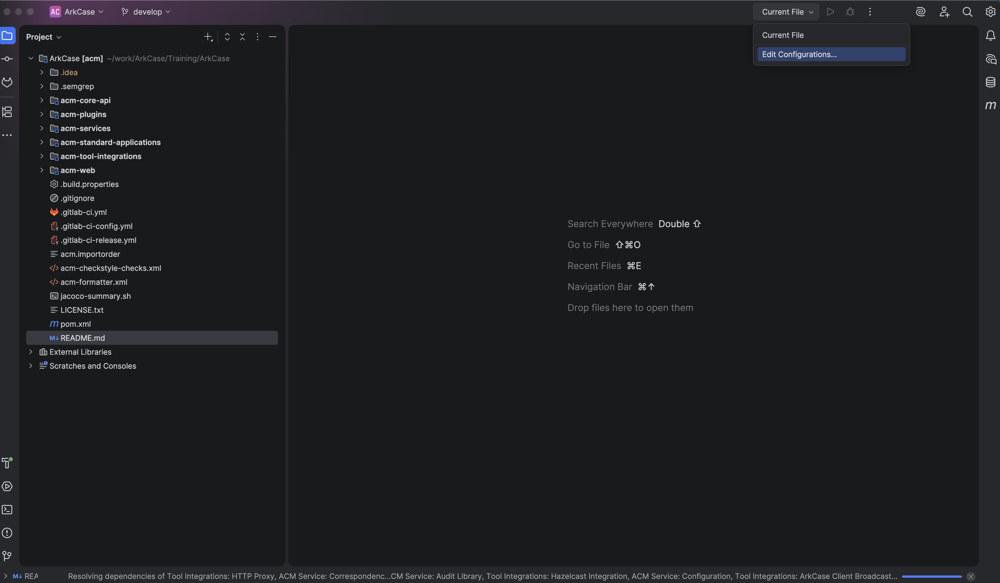 AC ArkCase develop Current File
Project
Current File
Edit Configurations...
ArkCase [acm] ~/work/ArkCase/Training/ArkCase
.idea
.semgrep
acm-core-api
acm-plugins
acm-services
acm-standard-applications
acm-tool-integrations
acm-web
.build.properties
.gitignore
.gitlab-ci.yml
.gitlab-ci-config.yml
.gitlab-ci-release.yml
acm.importorder
acm-checkstyle-checks.xml
acm-formatter.xml
jacoco-summary.sh
LICENSE.txt
pom.xml
README.md
External Libraries
Scratches and Consoles
Search Everywhere Double ⇧
Go to File ⇧⌘O
Recent Files ⌘E
Navigation Bar ⌘↑
Drop files here to open them
M↓ REA Resolving dependencies of Tool Integrations: HTTP Proxy, ACM Service: Correspondenc...CM Service: Audit Library, Tool Integrations: Hazelcast Integration, ACM Service: Configuration, Tool Integrations: ArkCase Client Broadcast...